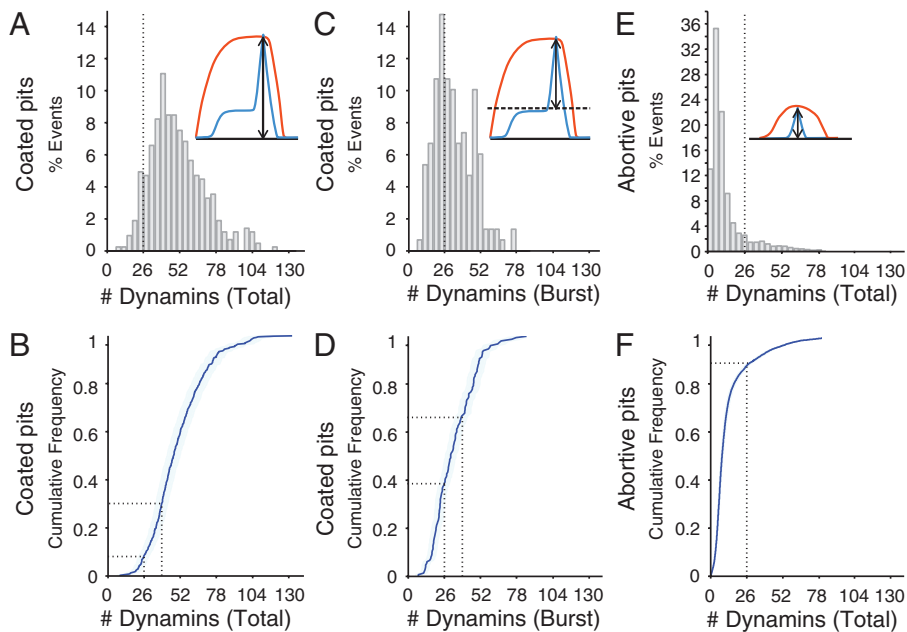 A
Coated pits
% Events
14
12
10
8
6
4
2
0
0 26 52 78 104 130
# Dynamins (Total)
C
Coated pits
% Events
14
12
10
8
6
4
2
0
0 26 52 78 104 130
# Dynamins (Burst)
E
Abortive pits
% Events
36
32
28
24
20
16
13
8
4
0
0 26 52 78 104 130
# Dynamins (Total)
B
Coated pits
Cumulative Frequency
1
0.8
0.6
0.4
0.2
0
0 26 52 78 104 130
# Dynamins (Total)
D
Coated pits
Cumulative Frequency
1
0.8
0.6
0.4
0.2
0
0 26 52 78 104 130
# Dynamins (Burst)
F
Abortive pits
Cumulative Frequency
1
0.8
0.6
0.4
0.2
0
0 26 52 78 104 130
# Dynamins (Total)